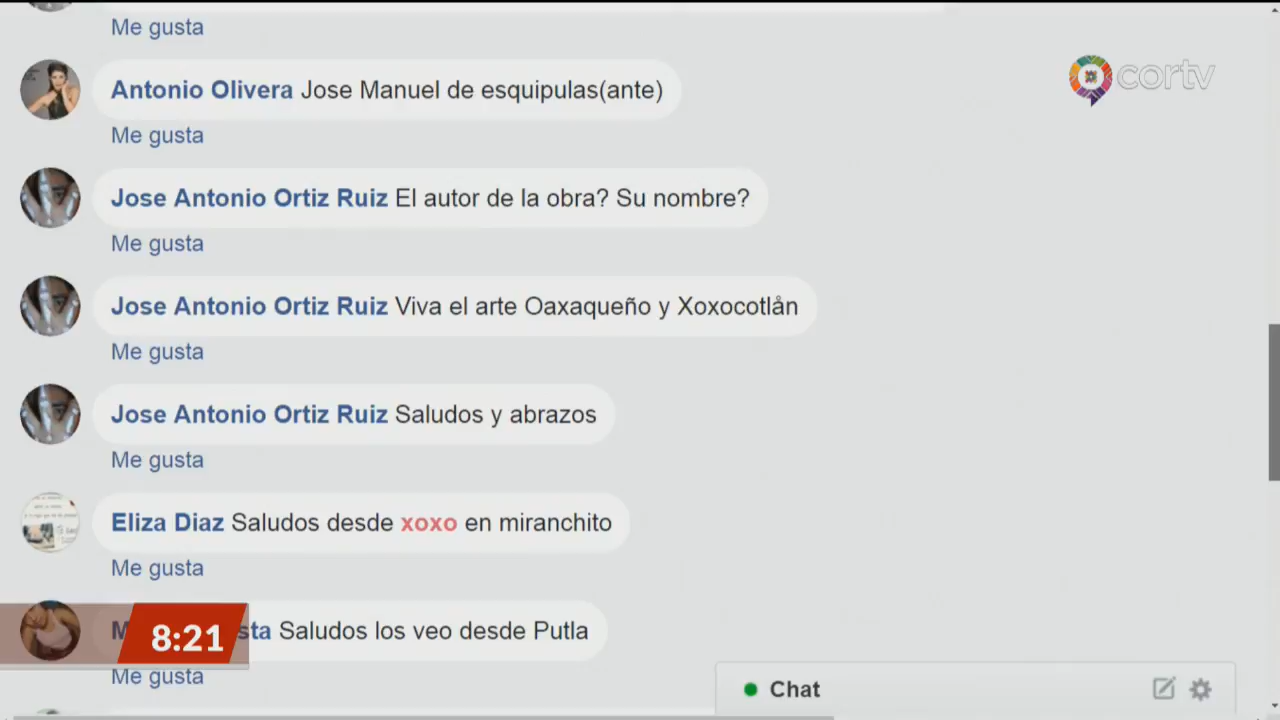 Me gusta
cortv
Antonio Olivera Jose Manuel de esquipulas(ante)
Me gusta
Jose Antonio Ortiz Ruiz El autor de la obra? Su nombre?
Me gusta
Jose Antonio Ortiz Ruiz Viva el arte Oaxaqueño y Xoxocotlån
Me gusta
Jose Antonio Ortiz Ruiz Saludos y abrazos
Me gusta
Eliza Diaz Saludos desde xoxo en miranchito
Me gusta
8:21
Saludos los veo desde Putla
Me gusta
Chat